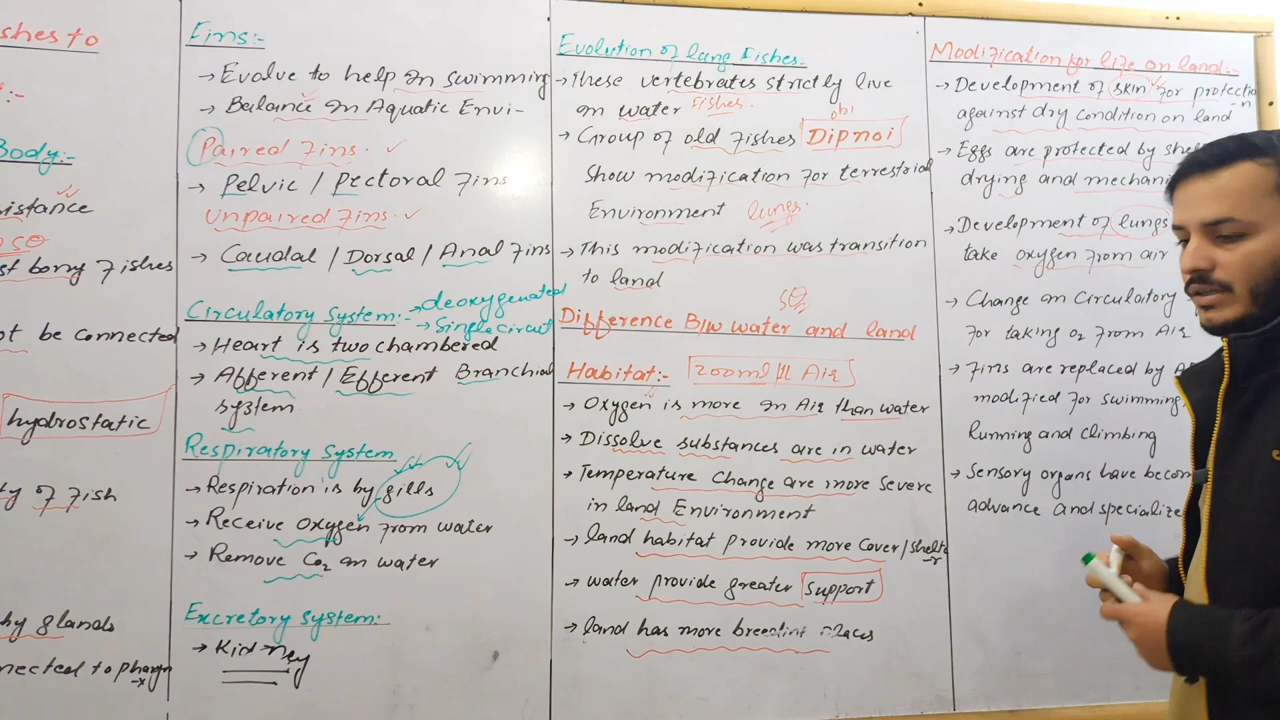 shes to
Body:-
istance
st bony fishes
ot be connected
hydrostatic
ty of fish
by glands
nected to pharyn
-x
Fins:-
→ Evolve to help in swimming
→ Balance in Aquatic Envi-
Paired fins.
→ Pelvic / Pectoral fins
Unpaired fins.
→ Caudal / Dorsal / Anal fins
Circulatory System:-
→ deoxygenated
→ Single circuit
→ Heart is two chambered
→ Afferent / Efferent Branchial
system
Respiratory System
→ Respiration is by gills
→ Receive oxygen from water
→ Remove CO2 in water
Excretory System:-
→ Kidney
Evolution of lung Fishes:-
→ These vertebrates strictly live
in water Fishes.
→ Group of old fishes Dipnoi
Show modification for terrestrial
Environment lungs.
→ This modification was transition
to land
Difference B/w water and land
Habitat:- 200ml/1L Air
→ Oxygen is more in Air than water
→ Dissolve substances are in water
→ Temperature Change are more severe
in land Environment
→ land habitat provide more cover/shelte
→r
→ water provide greater Support
→ land has more places
Modification for life on land:-
→ Development of skin for protectio
-n
against dry condition on land
→ Eggs are protected by she
drying and mechani
→ Development of lungs
take oxygen from air
→ Change in Circulatory
for taking O2 from Air
→ Fins are replaced by
modified for swimming,
Running and climbing
→ Sensory organs have becom
advance and specialize